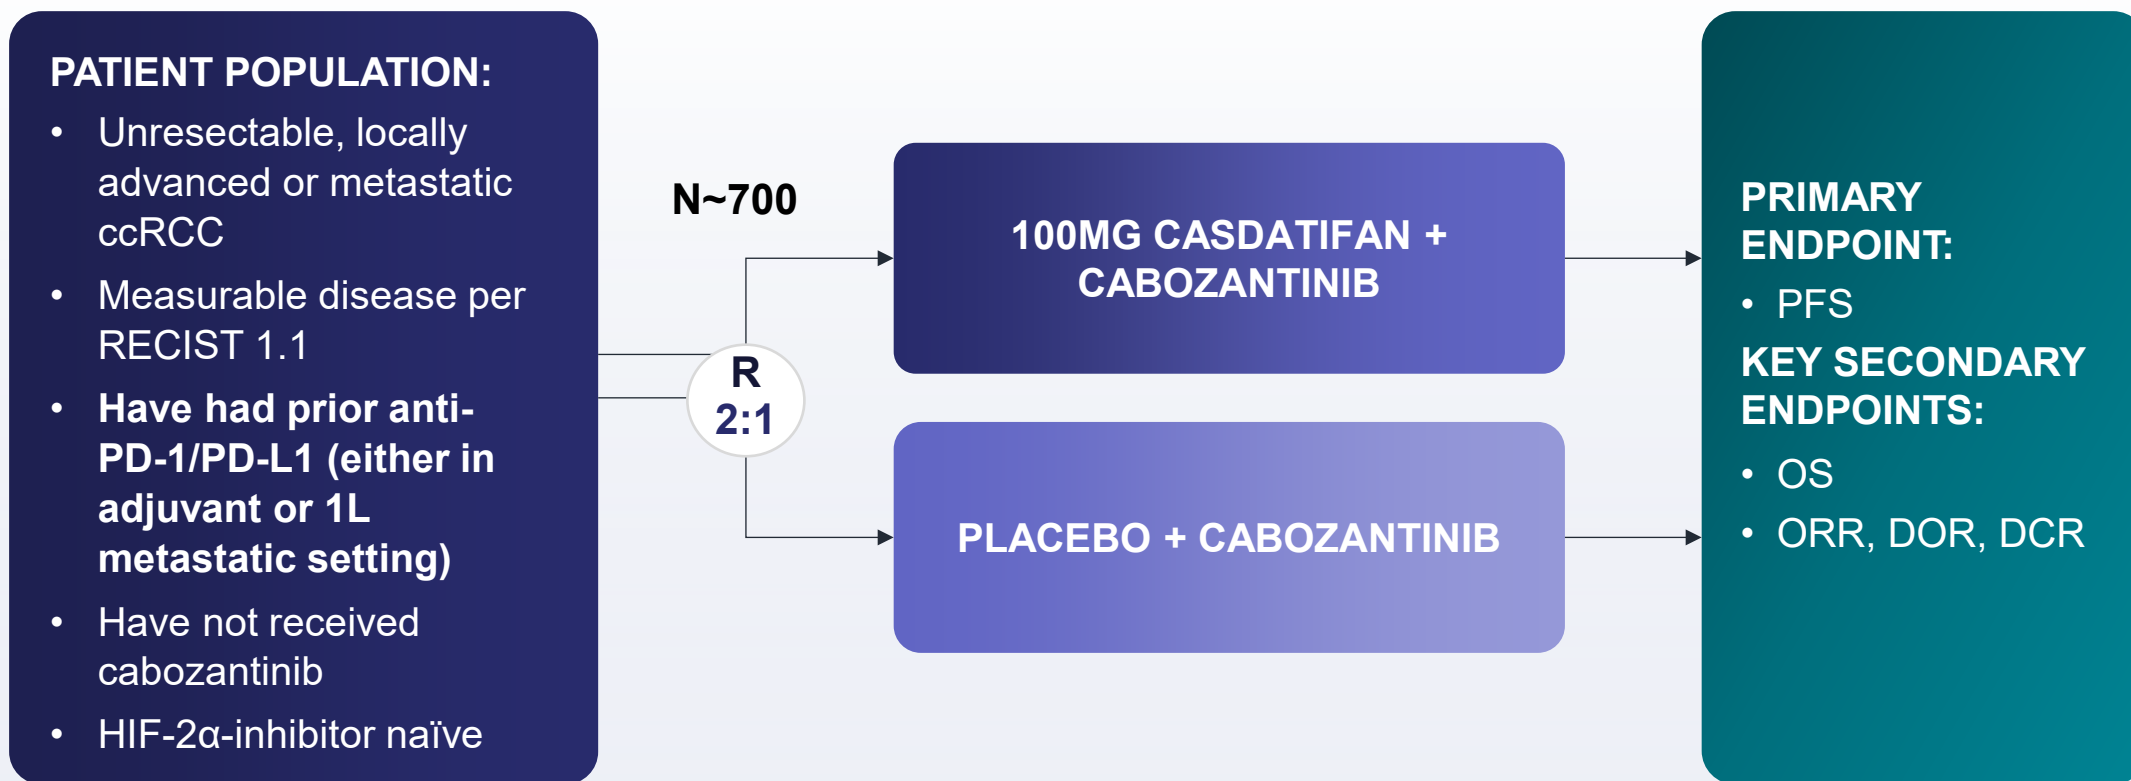 PATIENT POPULATION:
• Unresectable, locally
advanced or metastatic
ccRCC
• Measurable disease per
RECIST 1.1
• Have had prior anti-
PD-1/PD-L1 (either in
adjuvant or 1L
metastatic setting)
• Have not received
cabozantinib
• HIF-2α-inhibitor naïve
N~700
R
2:1
100MG CASDATIFAN +
CABOZANTINIB
PLACEBO + CABOZANTINIB
PRIMARY
ENDPOINT:
• PFS
KEY SECONDARY
ENDPOINTS:
• OS
• ORR, DOR, DCR